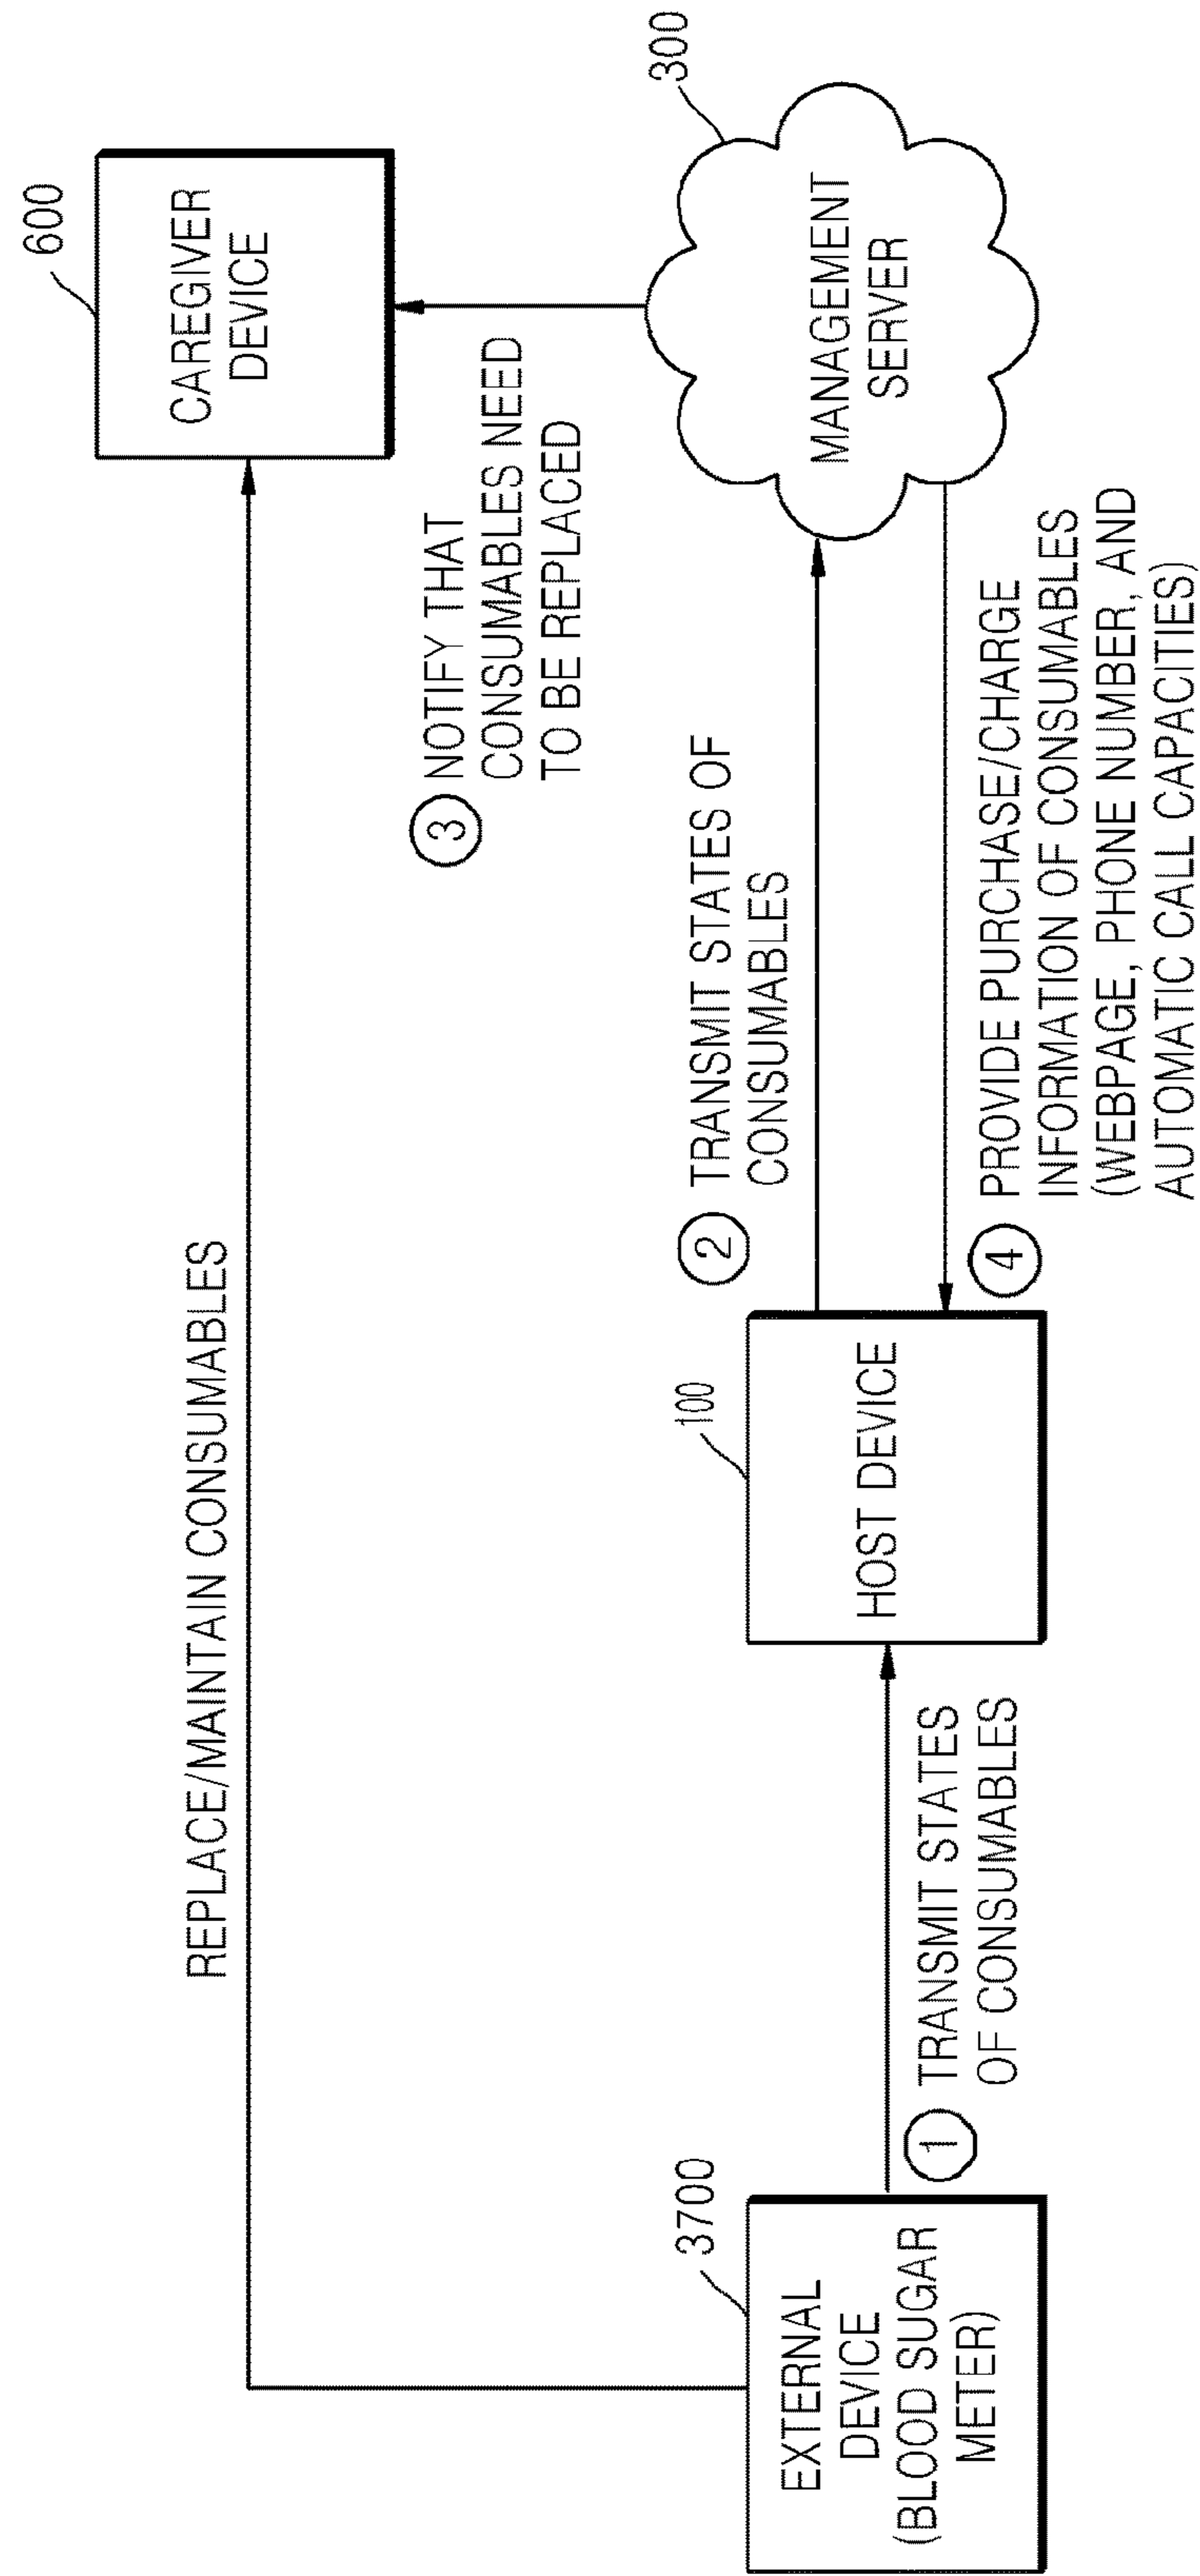 600
CAREGIVER
DEVICE
REPLACE/MAINTAIN CONSUMABLES
3
NOTIFY THAT
CONSUMABLES NEED
TO BE REPLACED
300
MANAGEMENT
SERVER
2
TRANSMIT STATES OF
CONSUMABLES
4
PROVIDE PURCHASE/CHARGE
INFORMATION OF CONSUMABLES
(WEBPAGE, PHONE NUMBER, AND
AUTOMATIC CALL CAPACITIES)
100
HOST DEVICE
1
TRANSMIT STATES
OF CONSUMABLES
3700
EXTERNAL
DEVICE
(BLOOD SUGAR
METER)